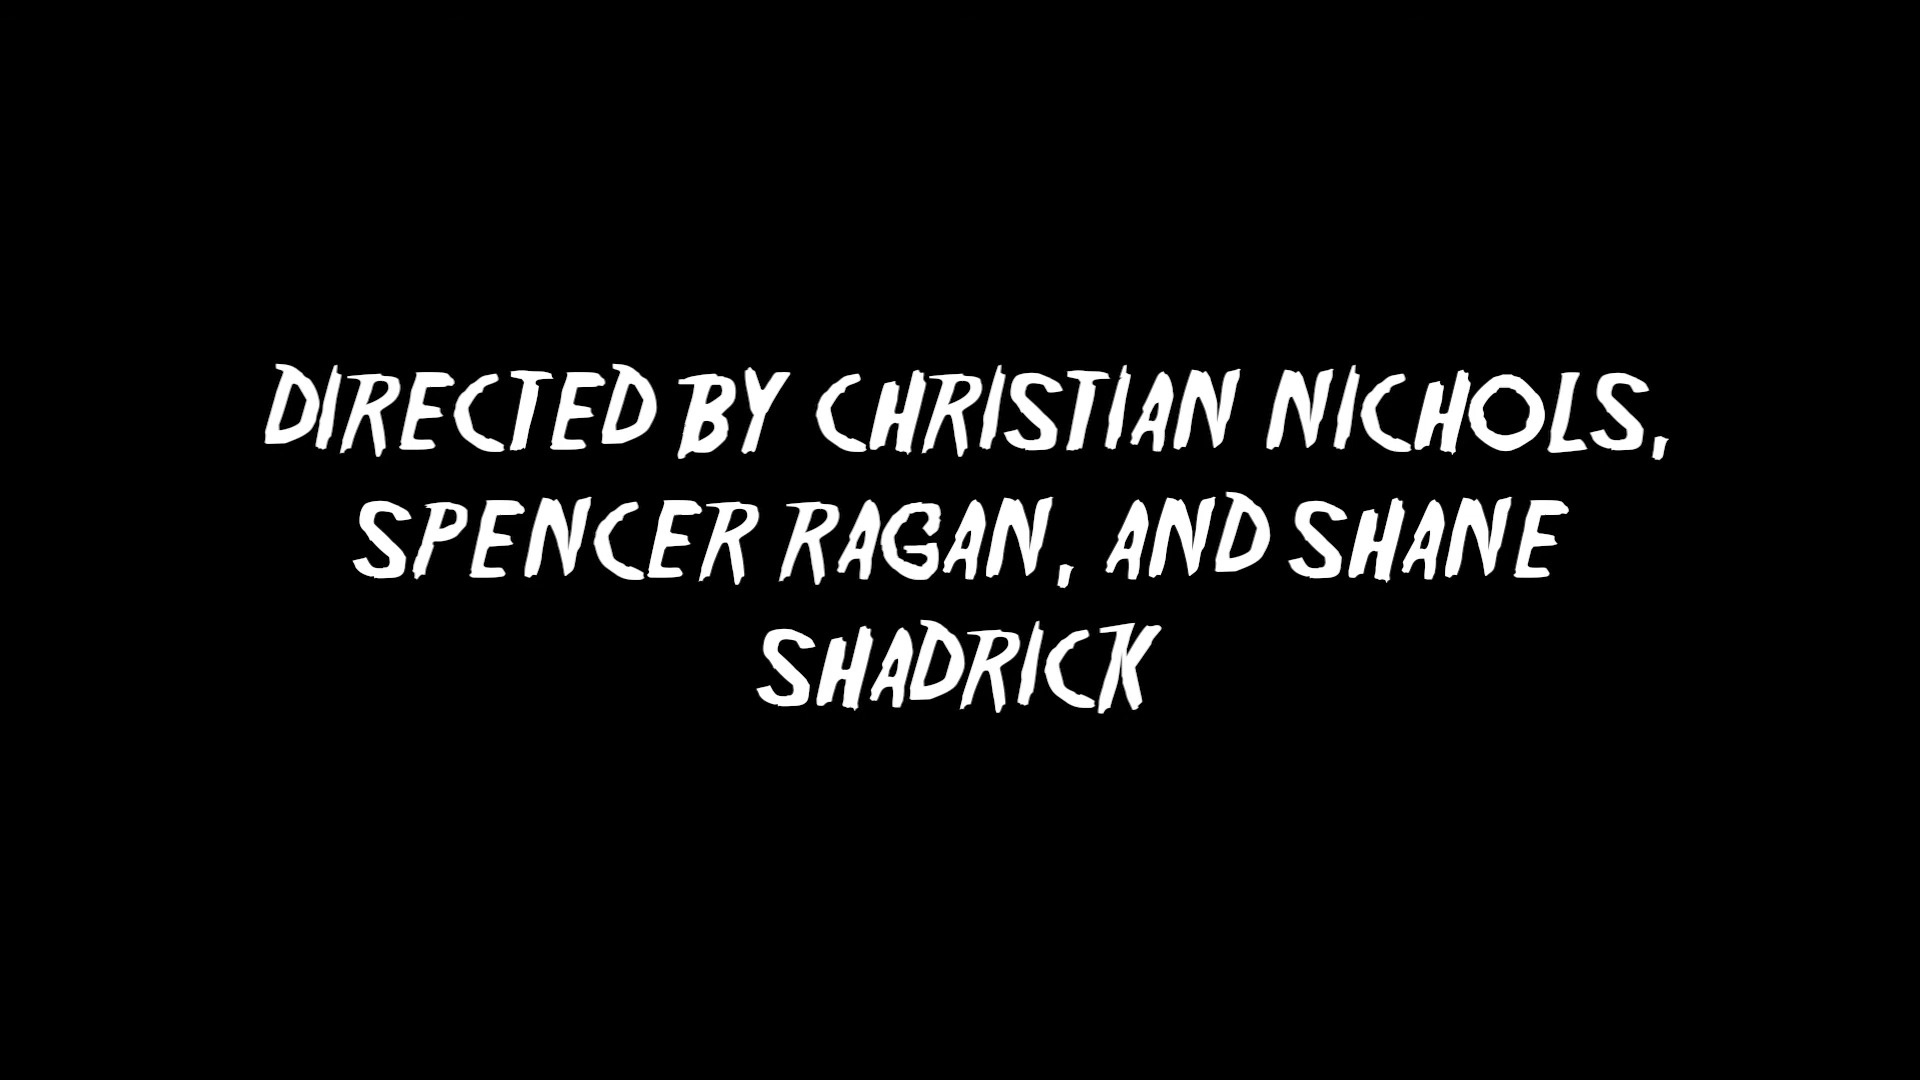 DIRECTED BY CHRISTIAN NICHOLS,
SPENCER RAGAN, AND SHANE
SHADRICK